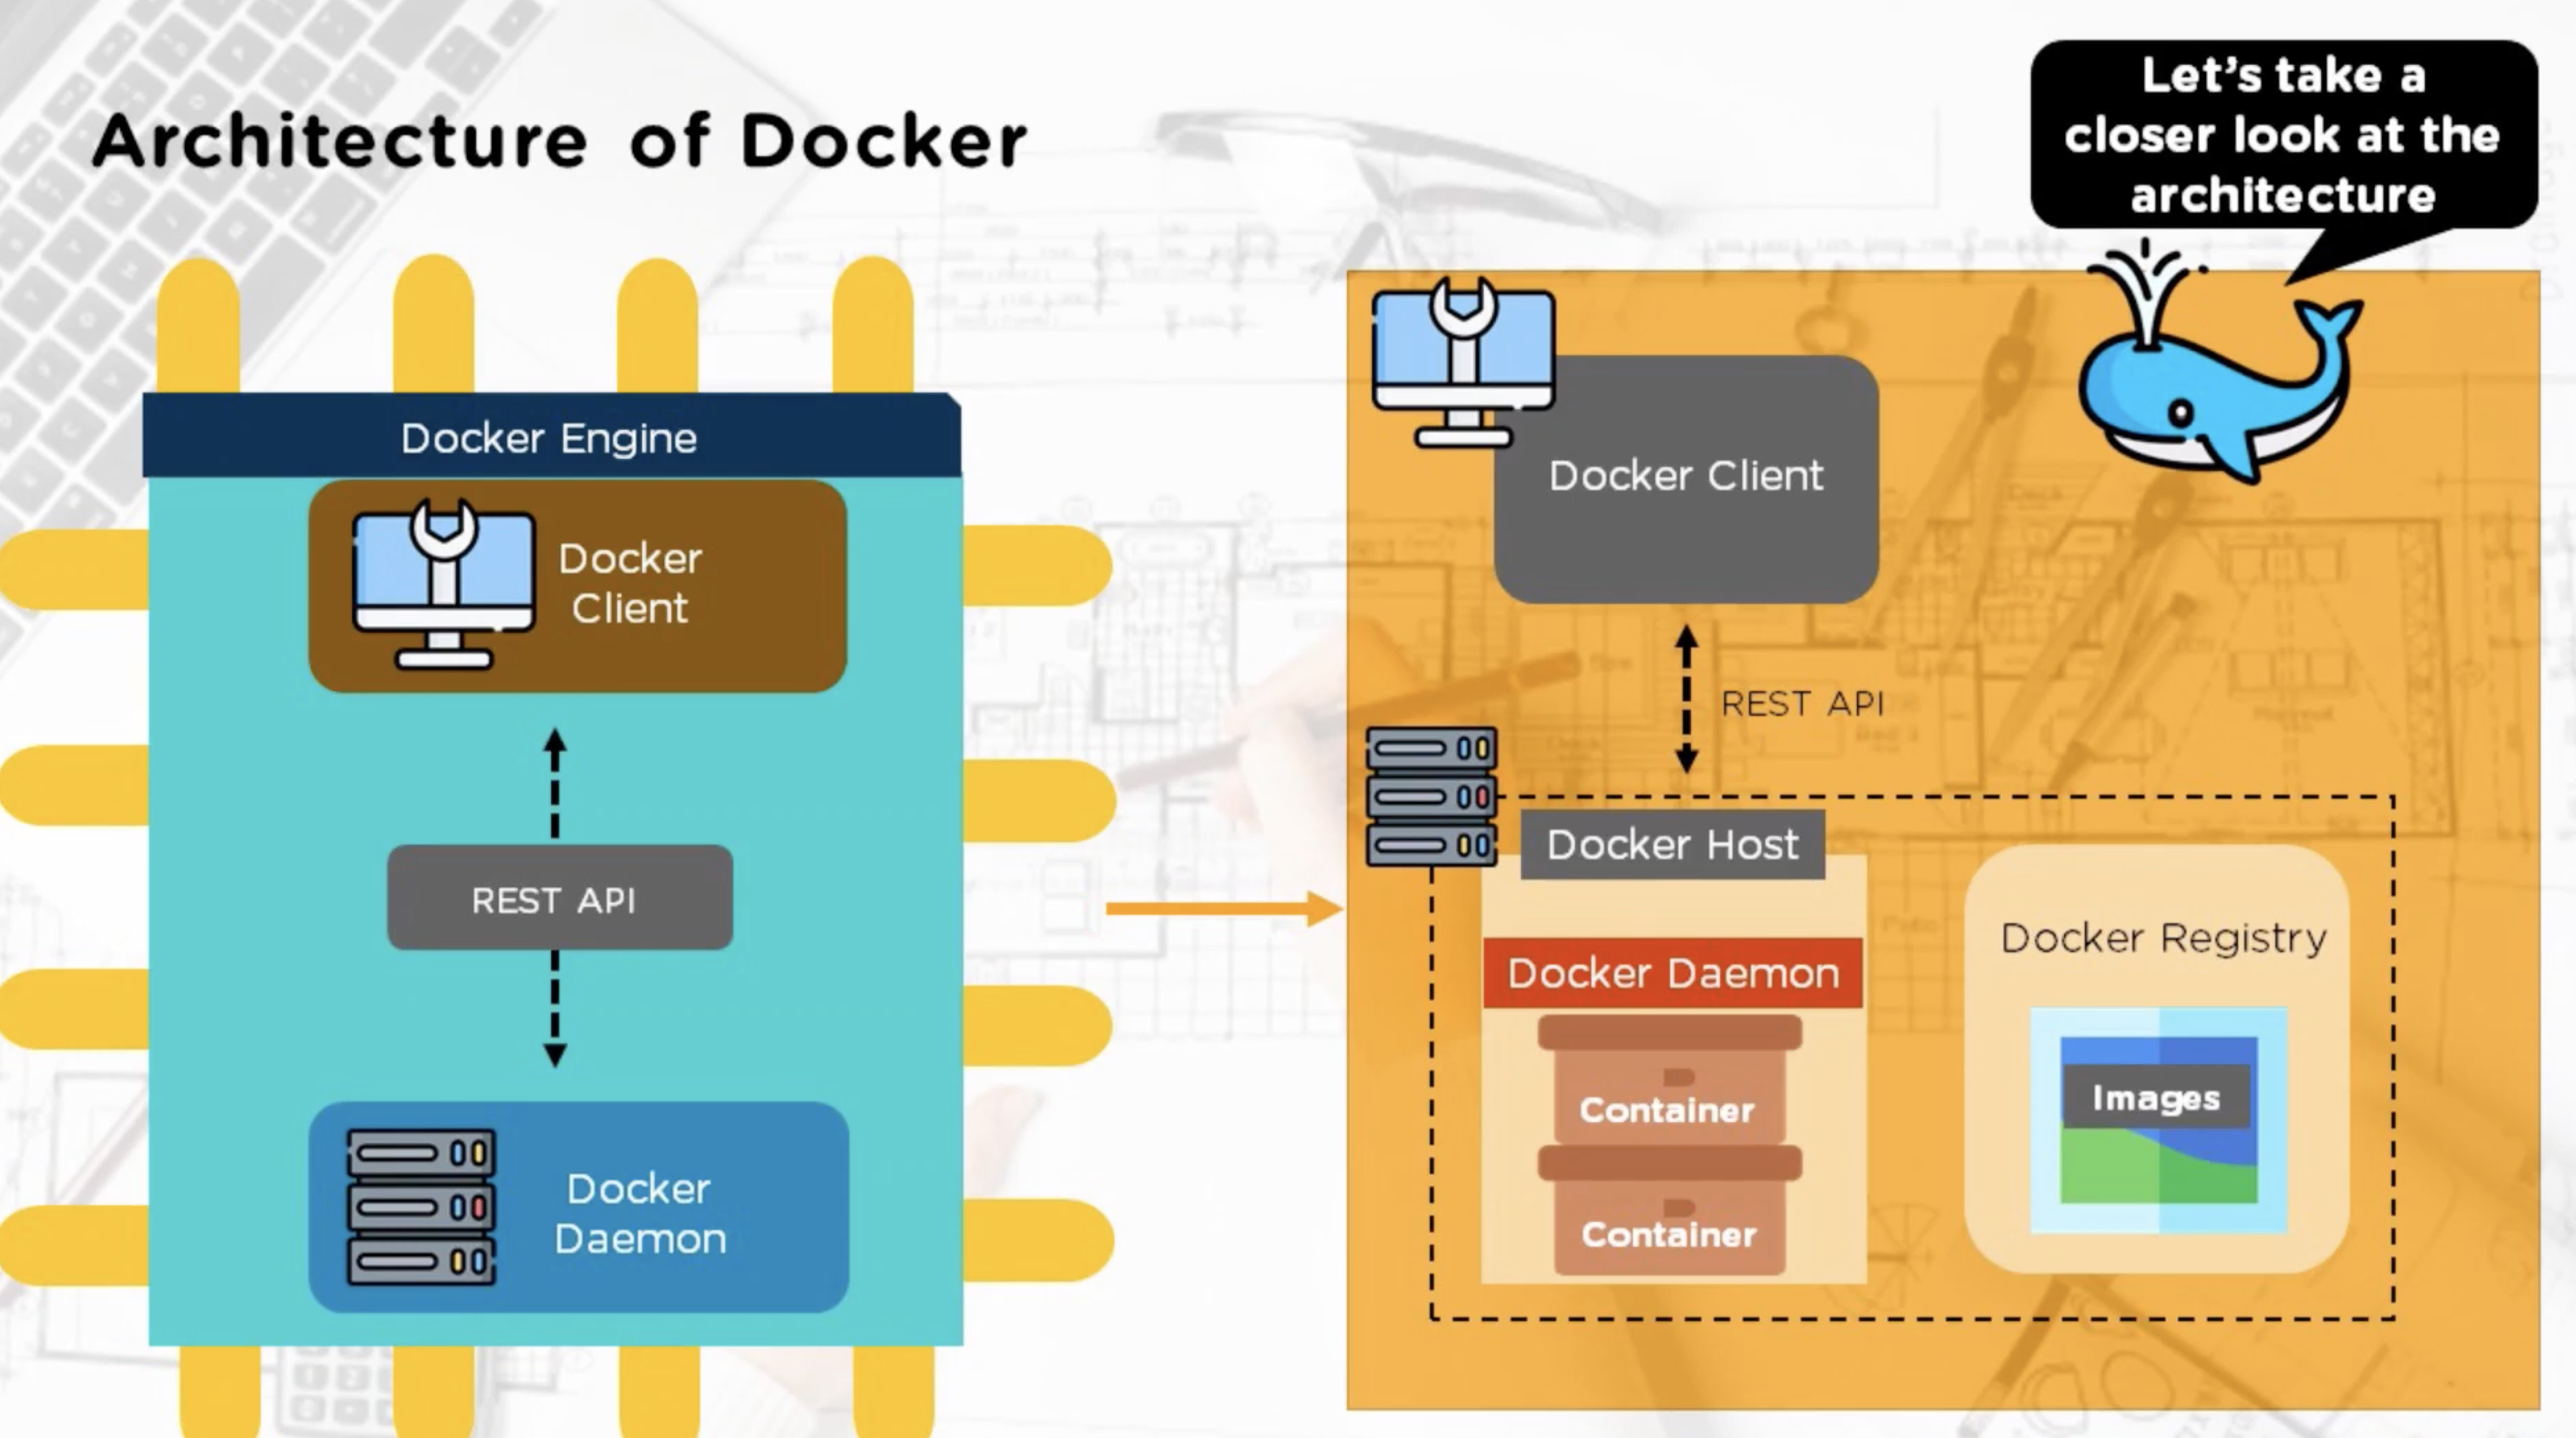 Let's take a
closer look at the
architecture
Architecture of Docker
Docker Engine
Docker
Client
REST API
Docker
Daemon
Docker Client
REST API
Docker Host
Docker Daemon
Container
Container
Docker Registry
Images